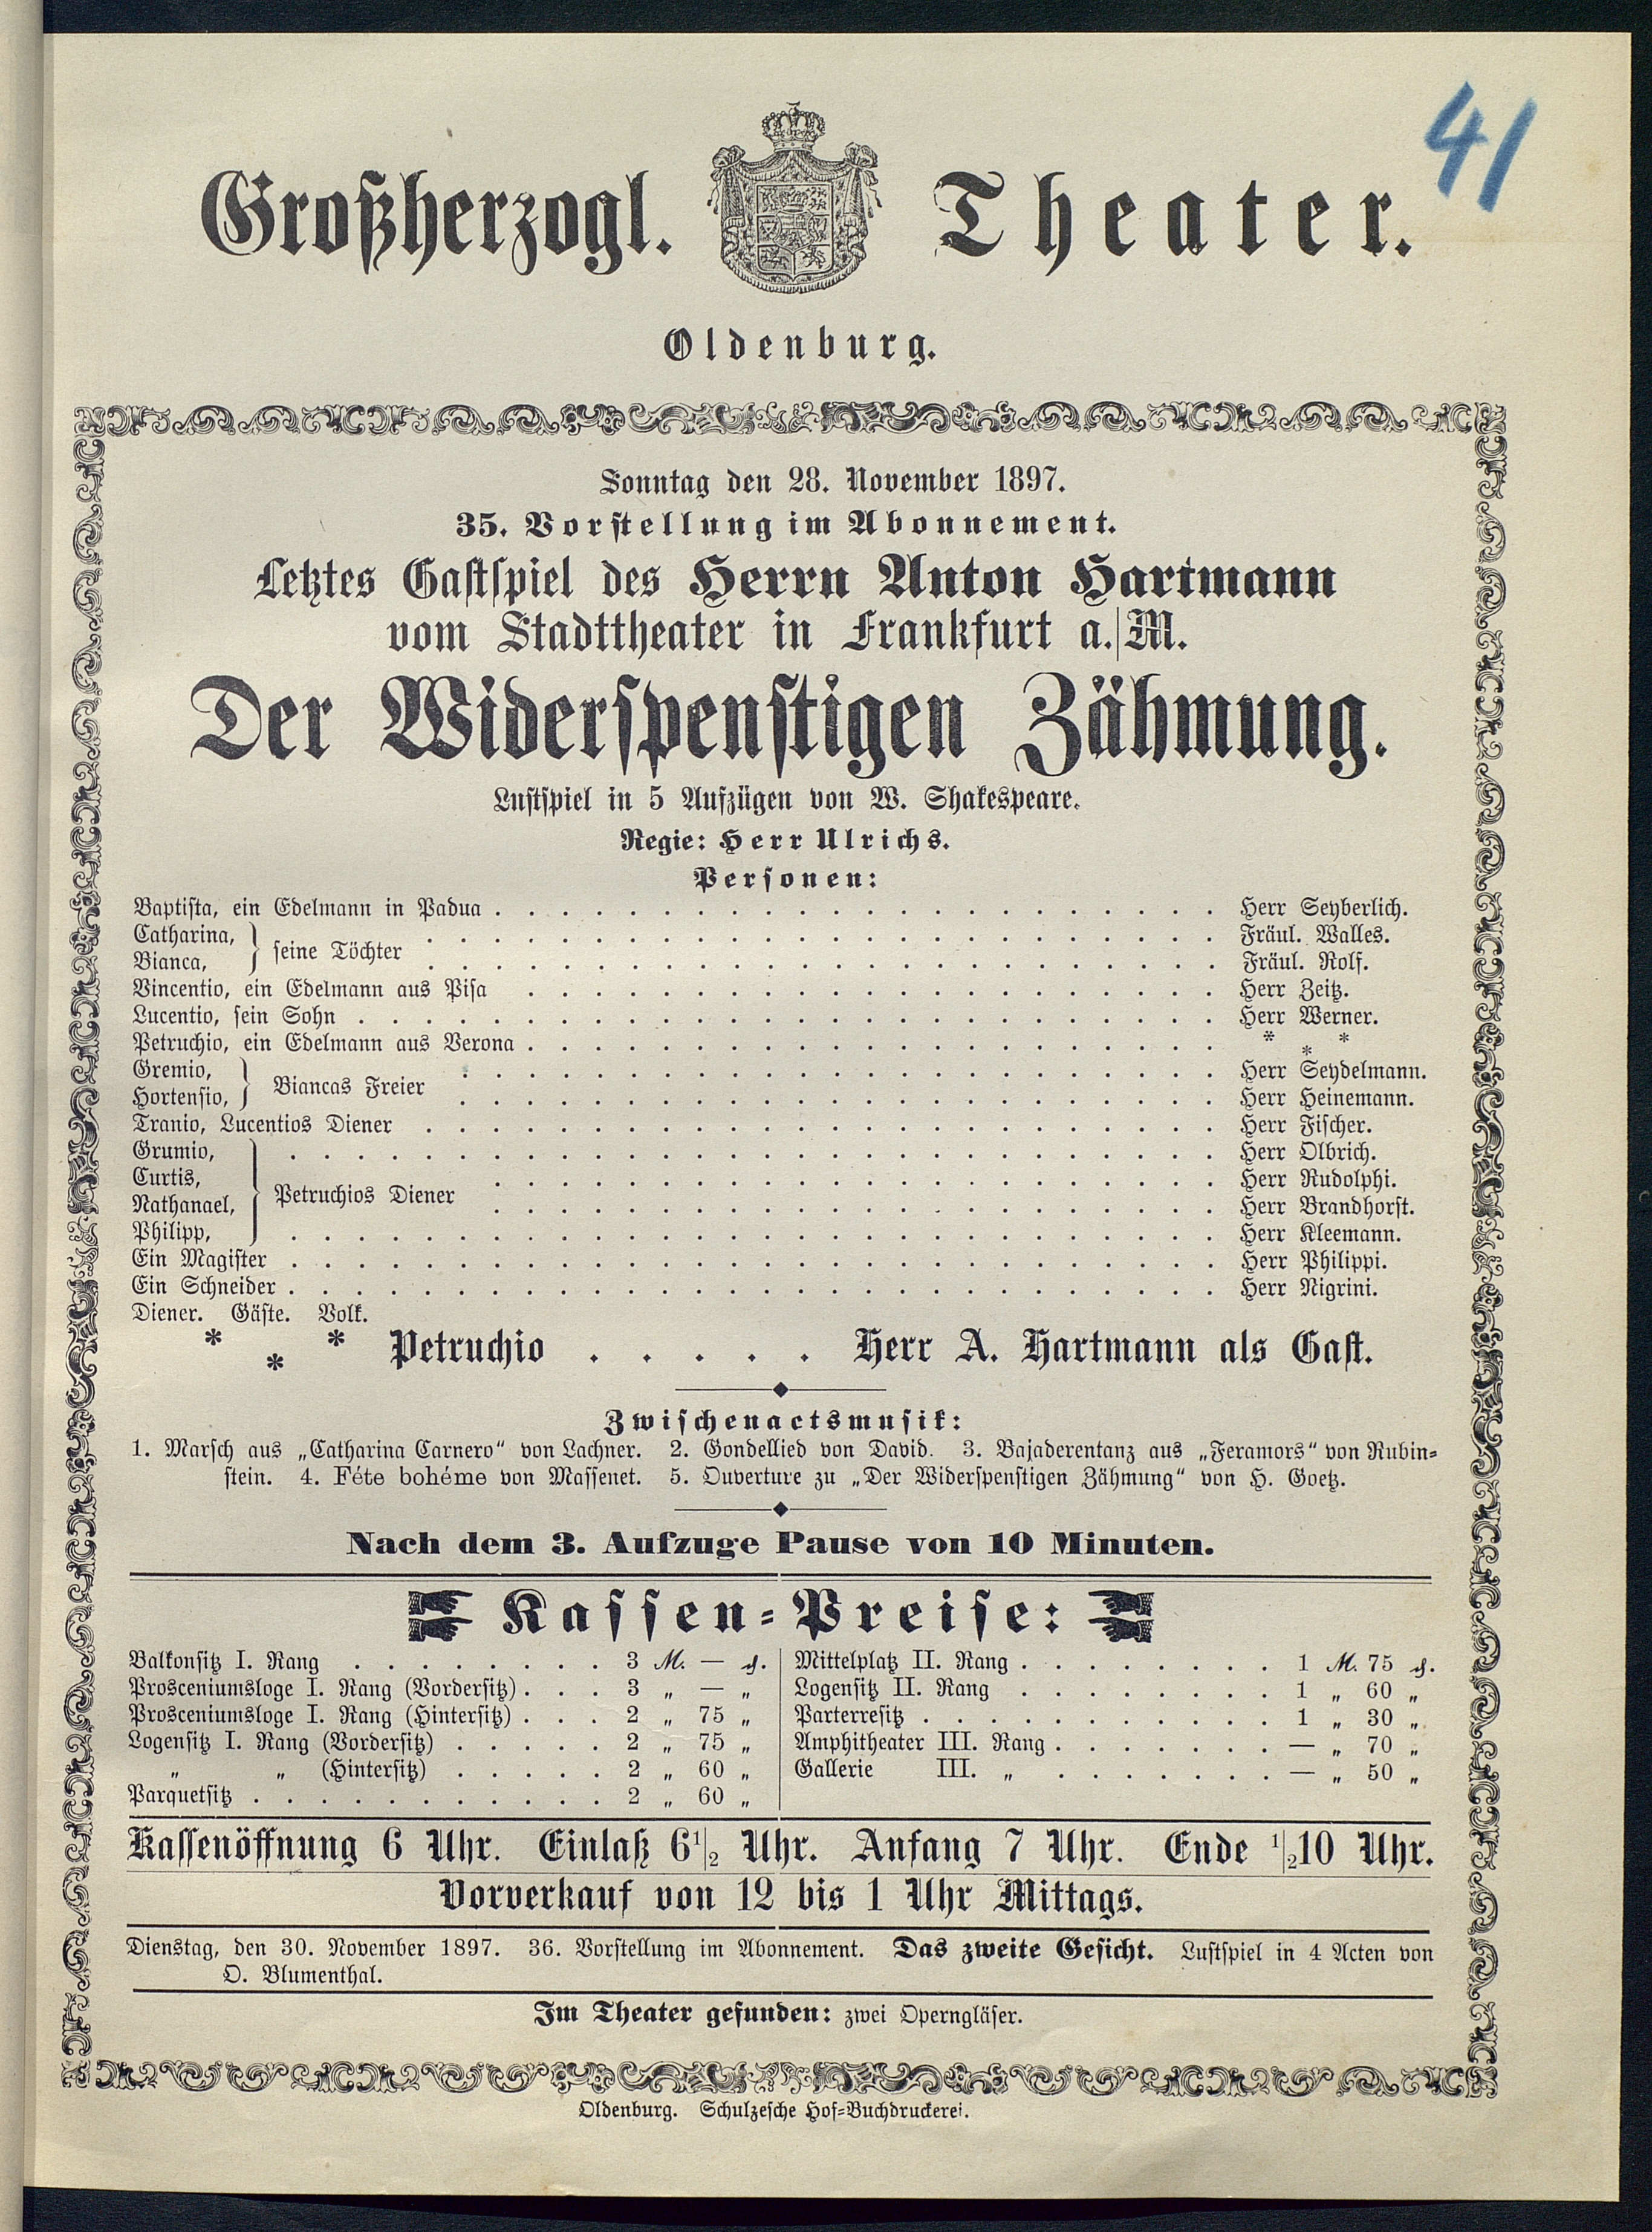 41
Großherzogl. Theater.
Oldenburg.
Sonntag den 28. November 1897.
35. Vorstellung im Abonnement.
Letztes Gastspiel des Herrn Anton Hartmann
vom Stadttheater in Frankfurt a./M.
Der Widerspenstigen Zähmung.
Lustspiel in 5 Aufzügen von W. Shakespeare.
Regie: Herr Ulrichs.
Personen:
Baptista, ein Edelmann in Padua . . . . . Herr Seyberlich.
Catharina, } seine Töchter . . . . . Fräul. Walles.
Bianca, } . . . . . Fräul. Rolf.
Vincentio, ein Edelmann aus Pisa . . . . . Herr Zeitz.
Lucentio, sein Sohn . . . . . Herr Werner.
Petruchio, ein Edelmann aus Verona . . . . . * * *
Gremio, } Biancas Freier . . . . . Herr Seydelmann.
Hortensio, } . . . . . Herr Heinemann.
Tranio, Lucentios Diener . . . . . Herr Fischer.
Grumio, } . . . . . Herr Olbrich.
Curtis, } Petruchios Diener . . . . . Herr Rudolphi.
Nathanael, } . . . . . Herr Brandhorst.
Philipp, } . . . . . Herr Kleemann.
Ein Magister . . . . . Herr Philippi.
Ein Schneider . . . . . Herr Nigrini.
Diener. Gäste. Volk.
* * * Petruchio . . . . . Herr A. Hartmann als Gast.
Zwischenactsmusik:
1. Marsch aus „Catharina Carnero“ von Lachner. 2. Gondellied von David. 3. Bajaderentanz aus „Feramors“ von Rubin-
stein. 4. Féte bohéme von Massenet. 5. Ouverture zu „Der Widerspenstigen Zähmung“ von H. Goetz.
Nach dem 3. Aufzuge Pause von 10 Minuten.
Kassen-Preise:
Balkonsitz I. Rang . . . . . 3 M. — ₰.
Prosceniumsloge I. Rang (Vordersitz) . . . 3 „ — „
Prosceniumsloge I. Rang (Hintersitz) . . . 2 „ 75 „
Logensitz I. Rang (Vordersitz) . . . . . 2 „ 75 „
„ „ (Hintersitz) . . . . . 2 „ 60 „
Parquetsitz . . . . . 2 „ 60 „
Mittelplatz II. Rang . . . . . 1 M. 75 ₰.
Logensitz II. Rang . . . . . 1 „ 60 „
Parterresitz . . . . . 1 „ 30 „
Amphitheater III. Rang . . . . . — „ 70 „
Gallerie III. „ . . . . . — „ 50 „
Kassenöffnung 6 Uhr. Einlaß 6 1/2 Uhr. Anfang 7 Uhr. Ende 1/2 10 Uhr.
Vorverkauf von 12 bis 1 Uhr Mittags.
Dienstag, den 30. November 1897. 36. Vorstellung im Abonnement. Das zweite Gesicht. Lustspiel in 4 Acten von
O. Blumenthal.
Im Theater gefunden: zwei Operngläser.
Oldenburg. Schulzesche Hof-Buchdruckerei.